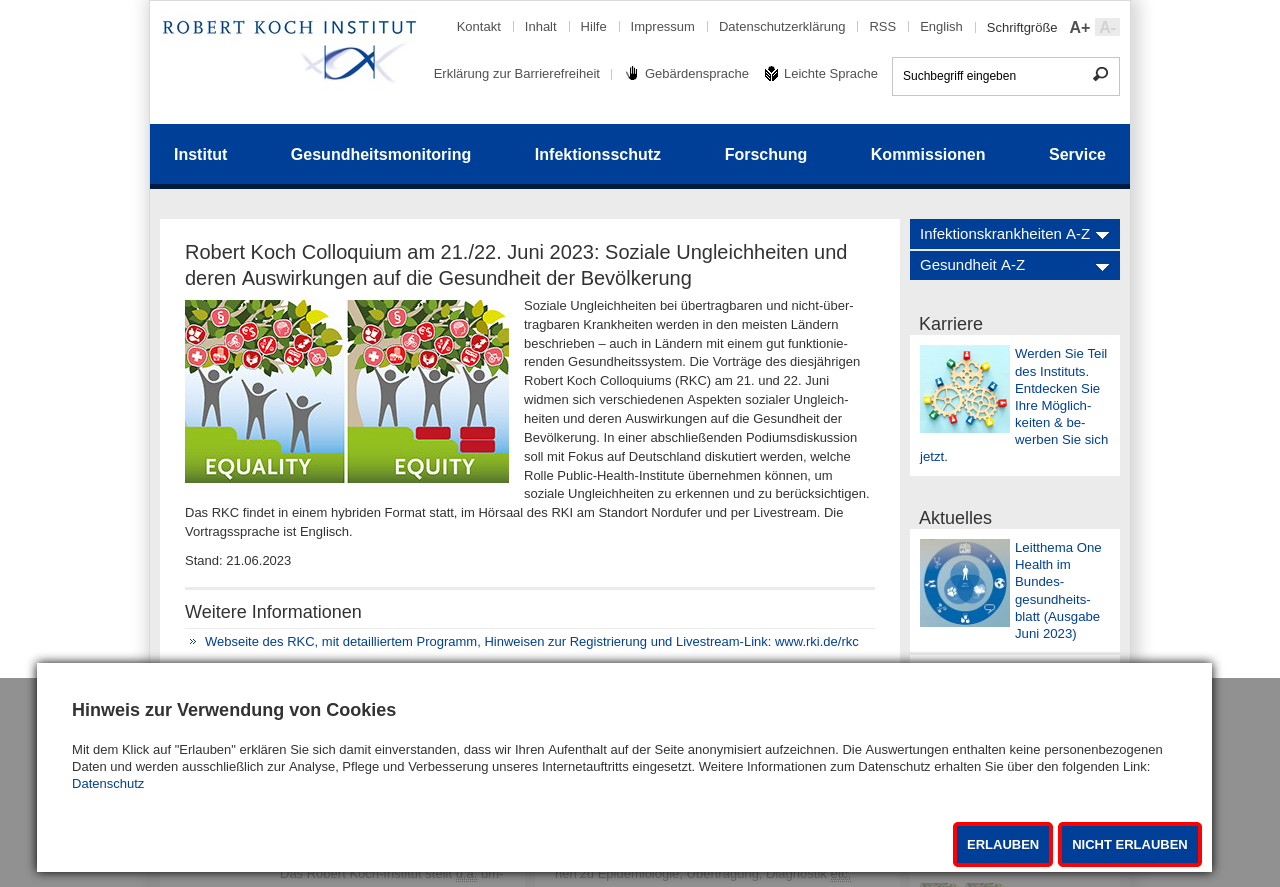 ROBERT KOCH INSTITUT
Kontakt
Inhalt
Hilfe
Impressum
Datenschutzerklärung
RSS
English
Schriftgröße
A+
A-
Erklärung zur Barrierefreiheit
Gebärdensprache
Leichte Sprache
Suchbegriff eingeben
Institut
Gesundheitsmonitoring
Infektionsschutz
Forschung
Kommissionen
Service
Robert Koch Colloquium am 21./22. Juni 2023: Soziale Ungleichheiten und
deren Auswirkungen auf die Gesundheit der Bevölkerung
EQUALITY
EQUITY
Soziale Ungleichheiten bei übertragbaren und nicht-über-
tragbaren Krankheiten werden in den meisten Ländern
beschrieben – auch in Ländern mit einem gut funktionie-
renden Gesundheitssystem. Die Vorträge des diesjährigen
Robert Koch Colloquiums (RKC) am 21. und 22. Juni
widmen sich verschiedenen Aspekten sozialer Ungleich-
heiten und deren Auswirkungen auf die Gesundheit der
Bevölkerung. In einer abschließenden Podiumsdiskussion
soll mit Fokus auf Deutschland diskutiert werden, welche
Rolle Public-Health-Institute übernehmen können, um
soziale Ungleichheiten zu erkennen und zu berücksichtigen.
Das RKC findet in einem hybriden Format statt, im Hörsaal des RKI am Standort Nordufer und per Livestream. Die
Vortragssprache ist Englisch.
Stand: 21.06.2023
Weitere Informationen
Webseite des RKC, mit detailliertem Programm, Hinweisen zur Registrierung und Livestream-Link: www.rki.de/rkc
Infektionskrankheiten A-Z
Gesundheit A-Z
Karriere
Werden Sie Teil
des Instituts.
Entdecken Sie
Ihre Möglich-
keiten & be-
werben Sie sich
jetzt.
Aktuelles
Leitthema One
Health im
Bundes-
gesundheits-
blatt (Ausgabe
Juni 2023)
Hinweis zur Verwendung von Cookies
Mit dem Klick auf "Erlauben" erklären Sie sich damit einverstanden, dass wir Ihren Aufenthalt auf der Seite anonymisiert aufzeichnen. Die Auswertungen enthalten keine personenbezogenen
Daten und werden ausschließlich zur Analyse, Pflege und Verbesserung unseres Internetauftritts eingesetzt. Weitere Informationen zum Datenschutz erhalten Sie über den folgenden Link:
Datenschutz
ERLAUBEN
NICHT ERLAUBEN
Das Robert Koch-Institut stellt u.a. um-
nen zu Epidemiologie, Übertragung, Diagnostik etc.